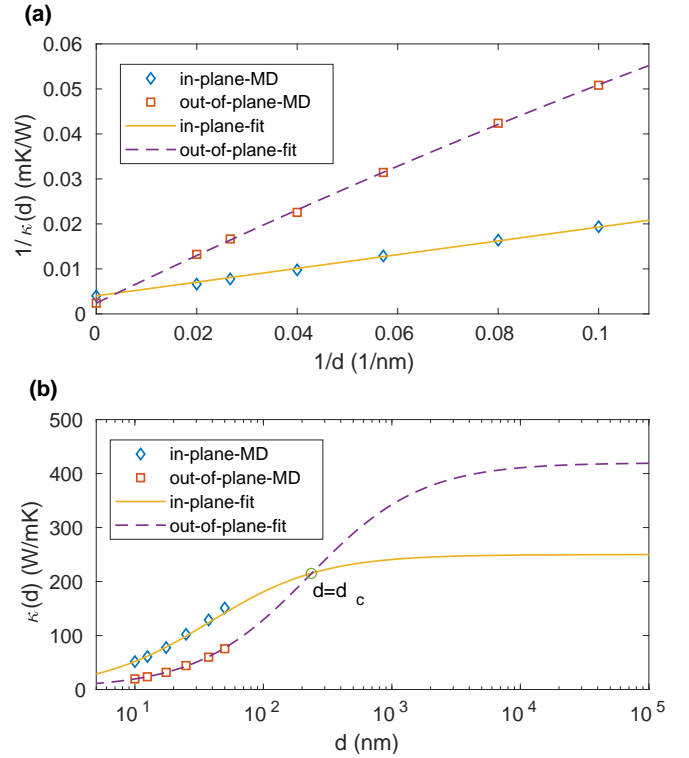 (a)
0.06
0.05
0.04
0.03
0.02
0.01
0
1/κ(d) (mK/W)
in-plane-MD
out-of-plane-MD
in-plane-fit
out-of-plane-fit
0 0.02 0.04 0.06 0.08 0.1
1/d (1/nm)
(b)
500
400
300
200
100
0
κ(d) (W/mK)
in-plane-MD
out-of-plane-MD
in-plane-fit
out-of-plane-fit
d=d c
10^1 10^2 10^3 10^4 10^5
d (nm)